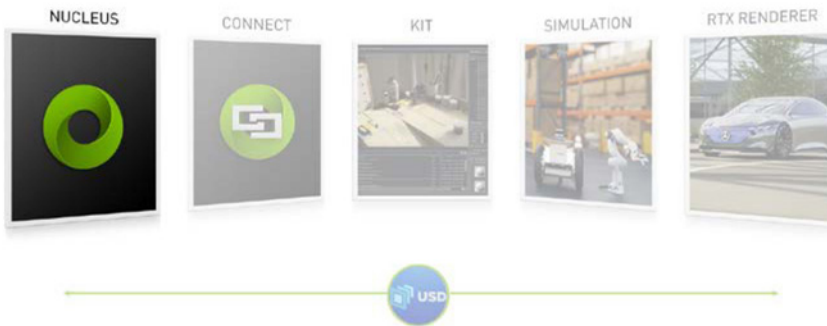 NUCLEUS
CONNECT
KIT
SIMULATION
RTX RENDERER
USD